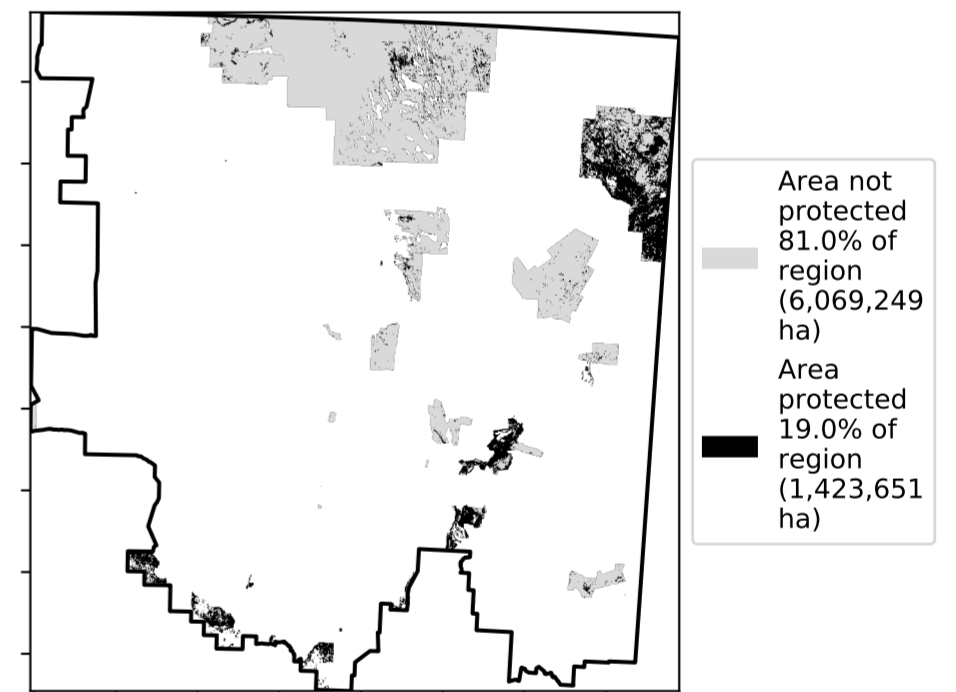 Area not
protected
81.0% of
region
(6,069,249
ha)
Area
protected
19.0% of
region
(1,423,651
ha)